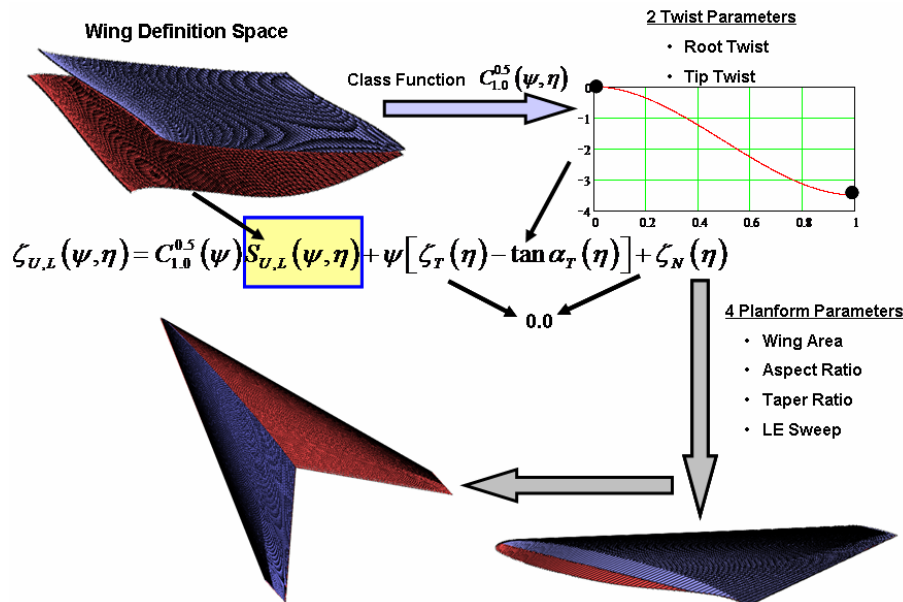 Wing Definition Space
Class Function C^{0.5}_{1.0}(ψ,η)
2 Twist Parameters
• Root Twist
• Tip Twist
0
-1
-2
-3
-4
0 0.2 0.4 0.6 0.8 1
ζ_{U,L}(ψ,η) = C^{0.5}_{1.0}(ψ) S_{U,L}(ψ,η) + ψ[ζ_T(η) − tan α_T(η)] + ζ_N(η)
0.0
4 Planform Parameters
• Wing Area
• Aspect Ratio
• Taper Ratio
• LE Sweep